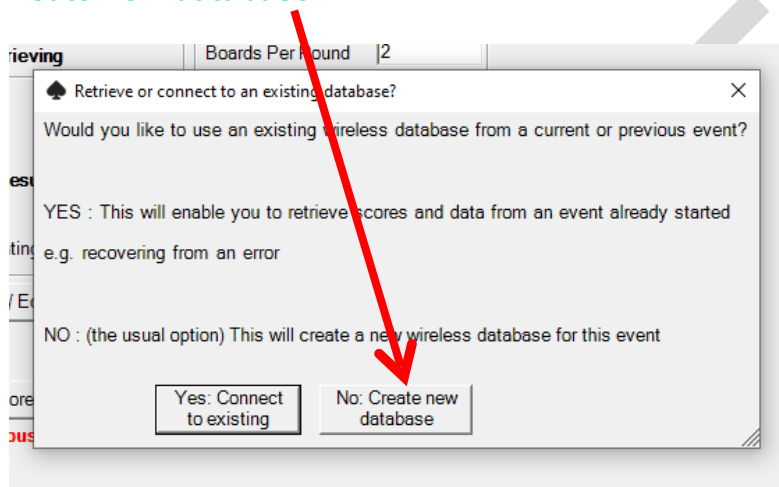 rieving
Boards Per Round 2
Retrieve or connect to an existing database?
Would you like to use an existing wireless database from a current or previous event?
YES : This will enable you to retrieve scores and data from an event already started
e.g. recovering from an error
NO : (the usual option) This will create a new wireless database for this event
Yes: Connect
to existing
No: Create new
database